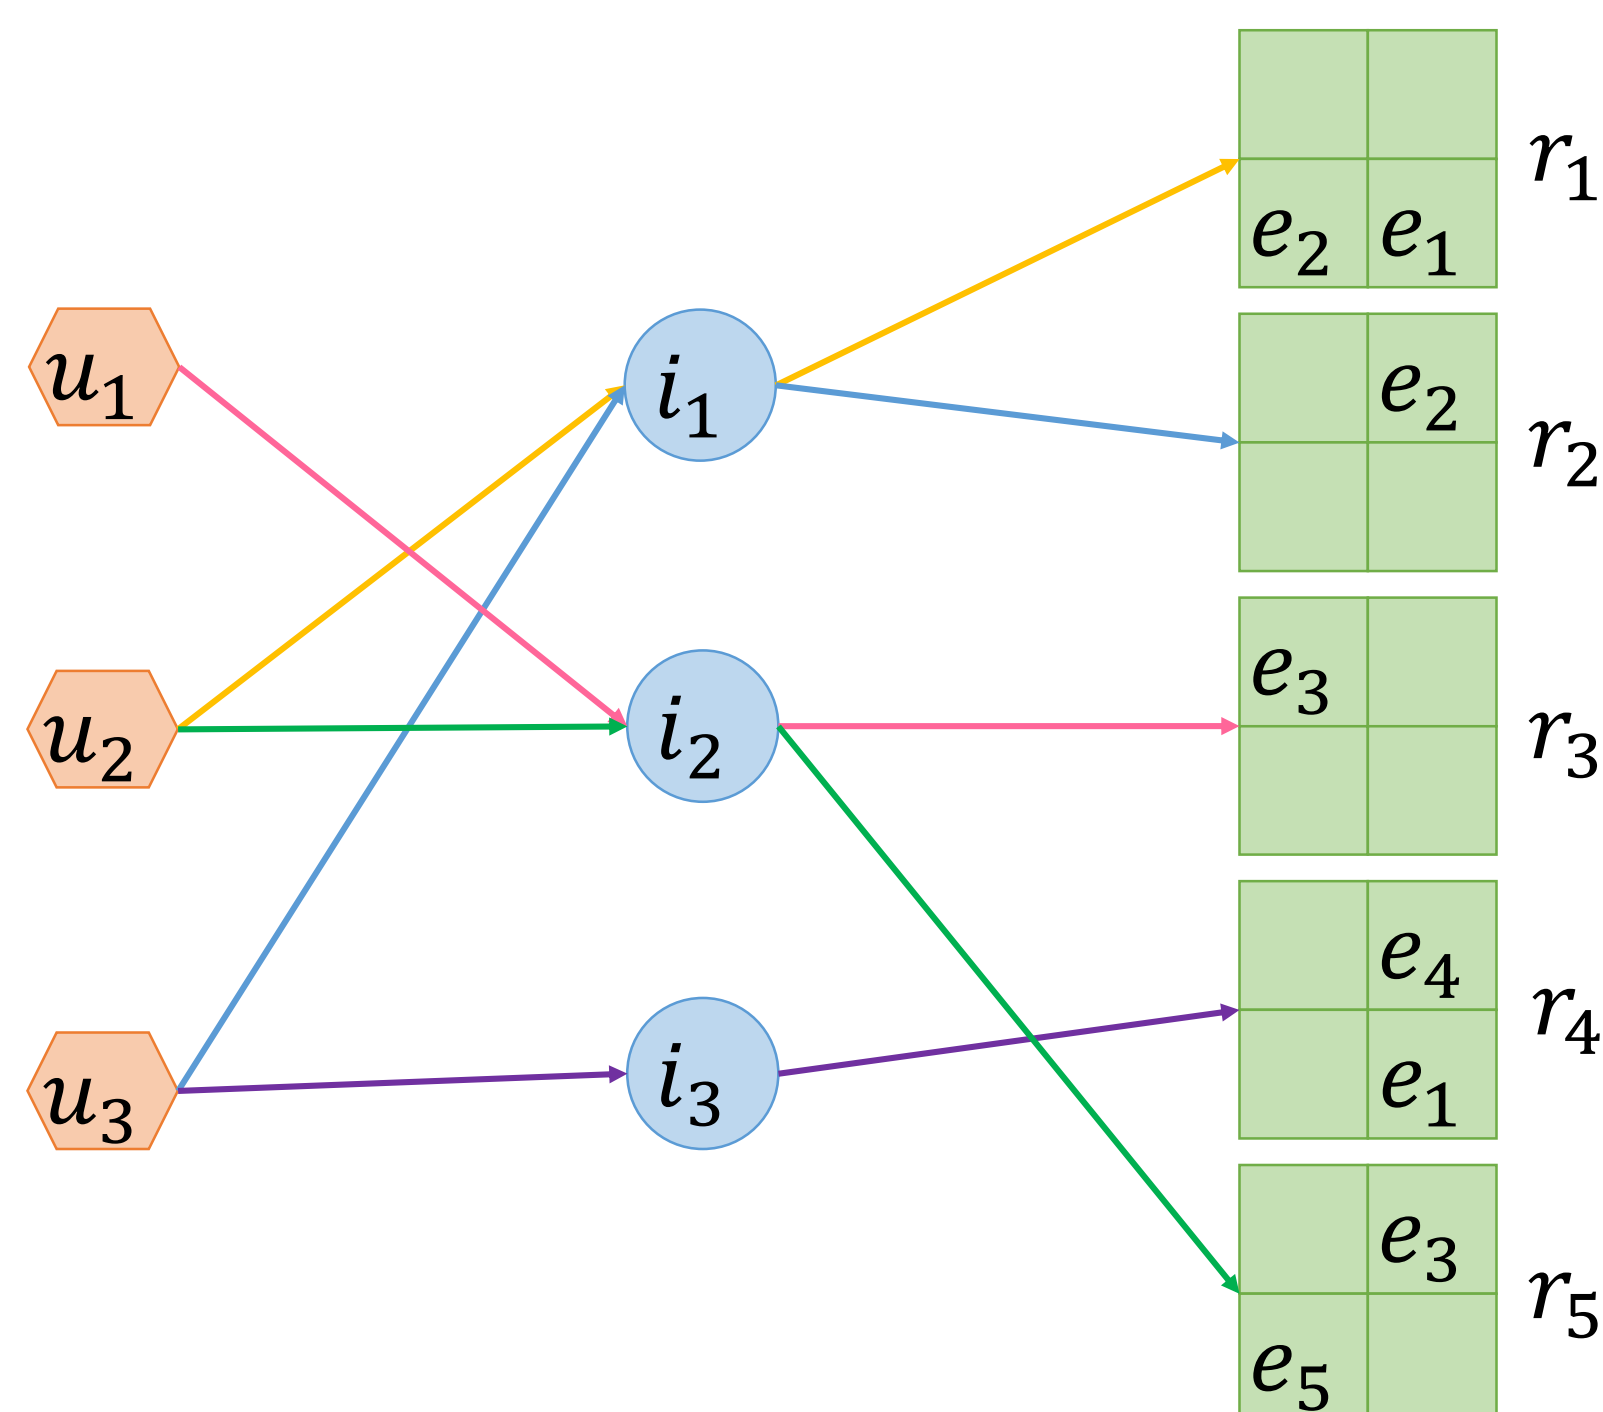 r₁
e₂ e₁
u₁ i₁ e₂ r₂
e₃
u₂ i₂ r₃
e₄
r₄
u₃ i₃ e₁
e₃
r₅
e₅